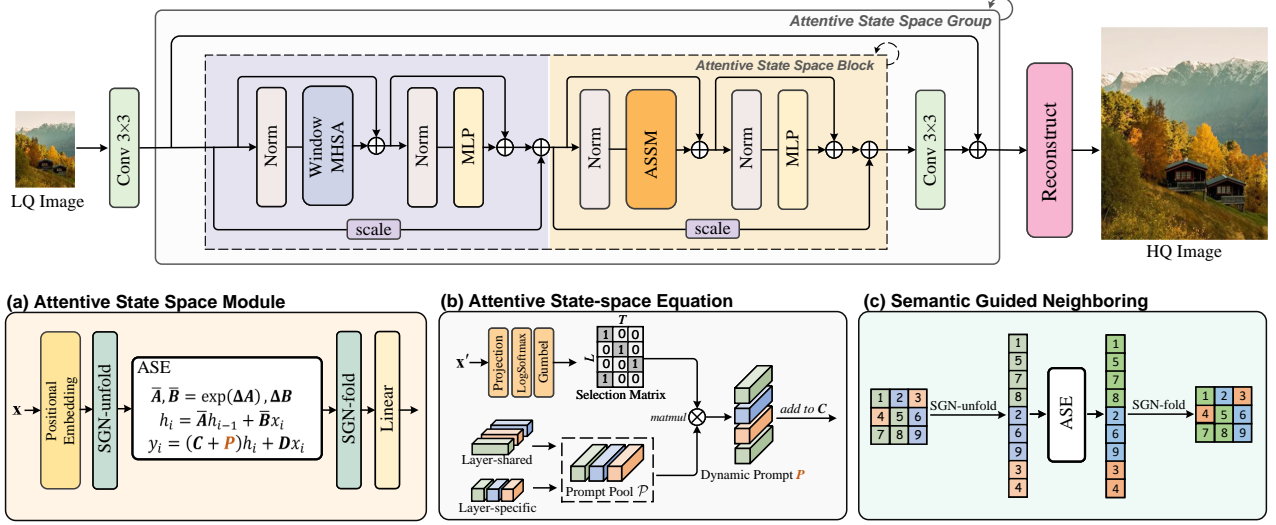 Attentive State Space Group
Attentive State Space Block
LQ Image
Conv 3×3
Norm
Window
MHSA
Norm
MLP
scale
Norm
ASSM
Norm
MLP
scale
Conv 3×3
Reconstruct
HQ Image
(a) Attentive State Space Module
x
Positional
Embedding
SGN-unfold
ASE
A̅, B̅ = exp(ΔA), ΔB
hᵢ = A̅hᵢ₋₁ + B̅xᵢ
yᵢ = (C + P)hᵢ + Dxᵢ
SGN-fold
Linear
(b) Attentive State-space Equation
x′
Projection
LogSoftmax
Gumbel
T
L
1 0 0
0 1 0
0 0 1
1 0 0
Selection Matrix
matmul
Layer-shared
Layer-specific
Prompt Pool 𝒫
add to C
Dynamic Prompt P
(c) Semantic Guided Neighboring
1 2 3
4 5 6
7 8 9
SGN-unfold
1
5
7
8
2
6
9
3
4
ASE
1
5
7
8
2
6
9
3
4
SGN-fold
1 2 3
4 5 6
7 8 9